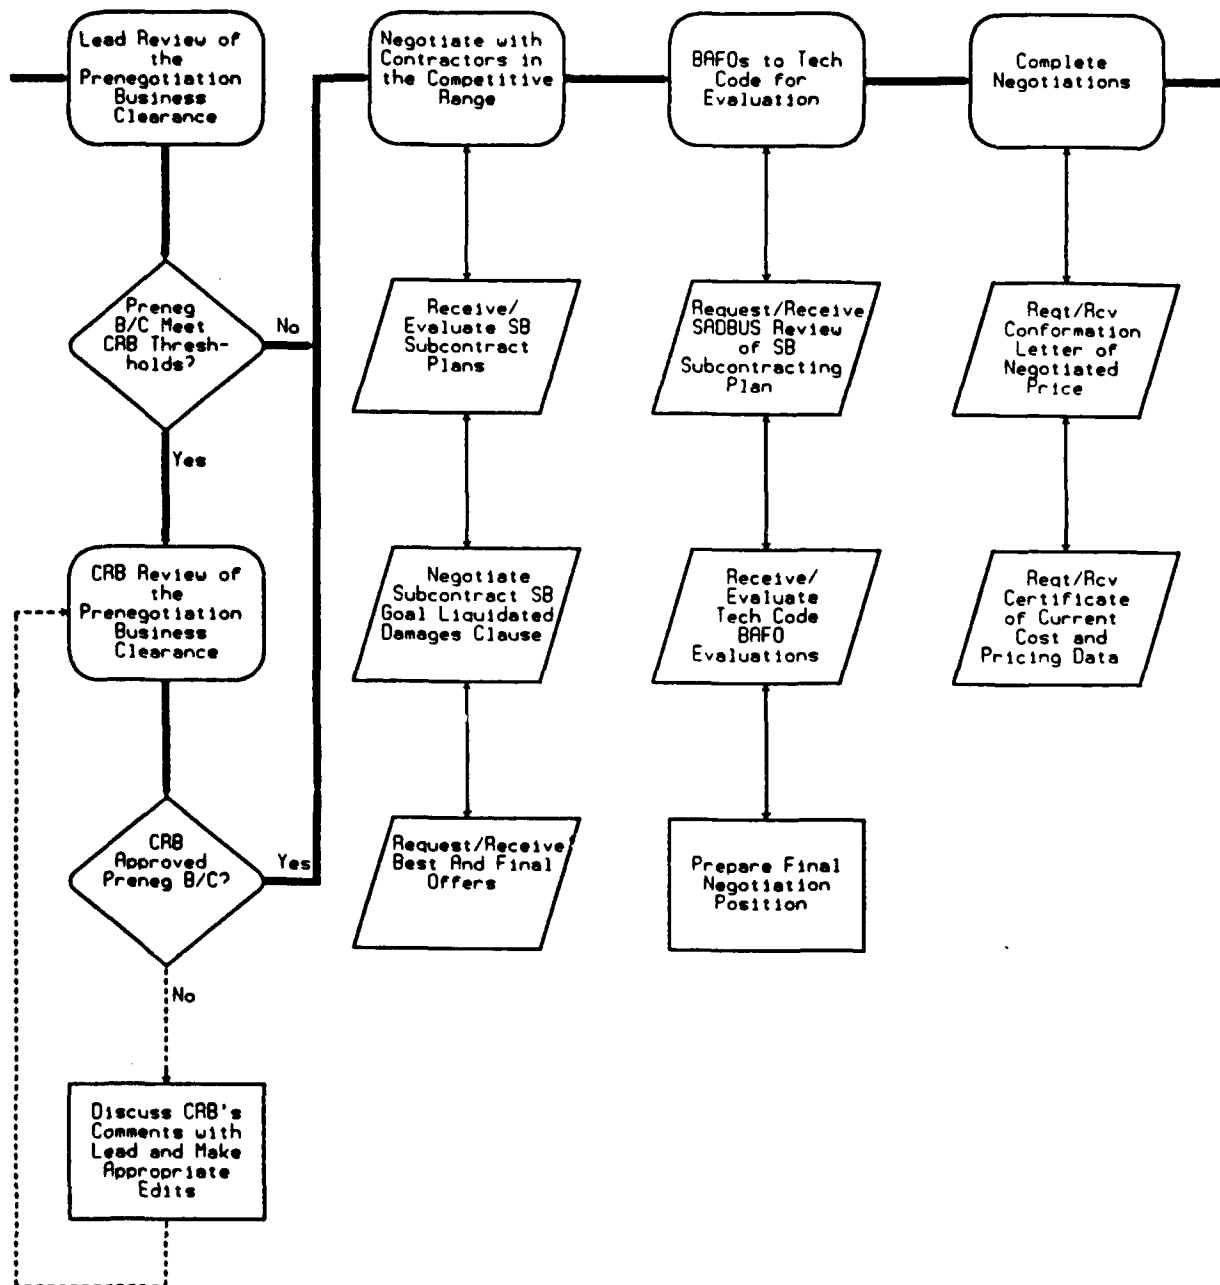 Lead Review of
the
Prenegotiation
Business
Clearance
Preneg
B/C Meet
CRB Thresh-
holds?
No
Yes
CRB Review of
the
Prenegotiation
Business
Clearance
CRB
Approved
Preneg B/C?
Yes
No
Discuss CRB's
Comments with
Lead and Make
Appropriate
Edits
Negotiate with
Contractors in
the Competitive
Range
Receive/
Evaluate SB
Subcontract
Plans
Negotiate
Subcontract SB
Goal Liquidated
Damages Clause
Request/Receive
Best And Final
Offers
BAFOs to Tech
Code for
Evaluation
Request/Receive
SADBUS Review
of SB
Subcontracting
Plan
Receive/
Evaluate
Tech Code
BAFO
Evaluations
Prepare Final
Negotiation
Position
Complete
Negotiations
Reqt/Rcv
Conformation
Letter of
Negotiated
Price
Reqt/Rcv
Certificate
of Current
Cost and
Pricing Data